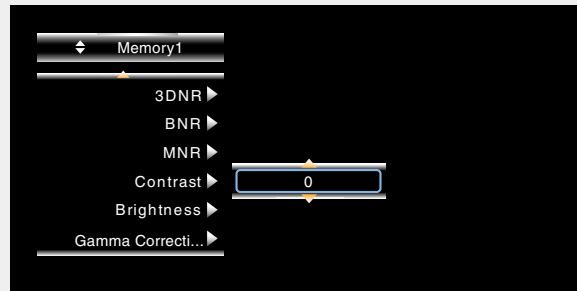 Memory1
3DNR
BNR
MNR
Contrast
0
Brightness
Gamma Correcti...